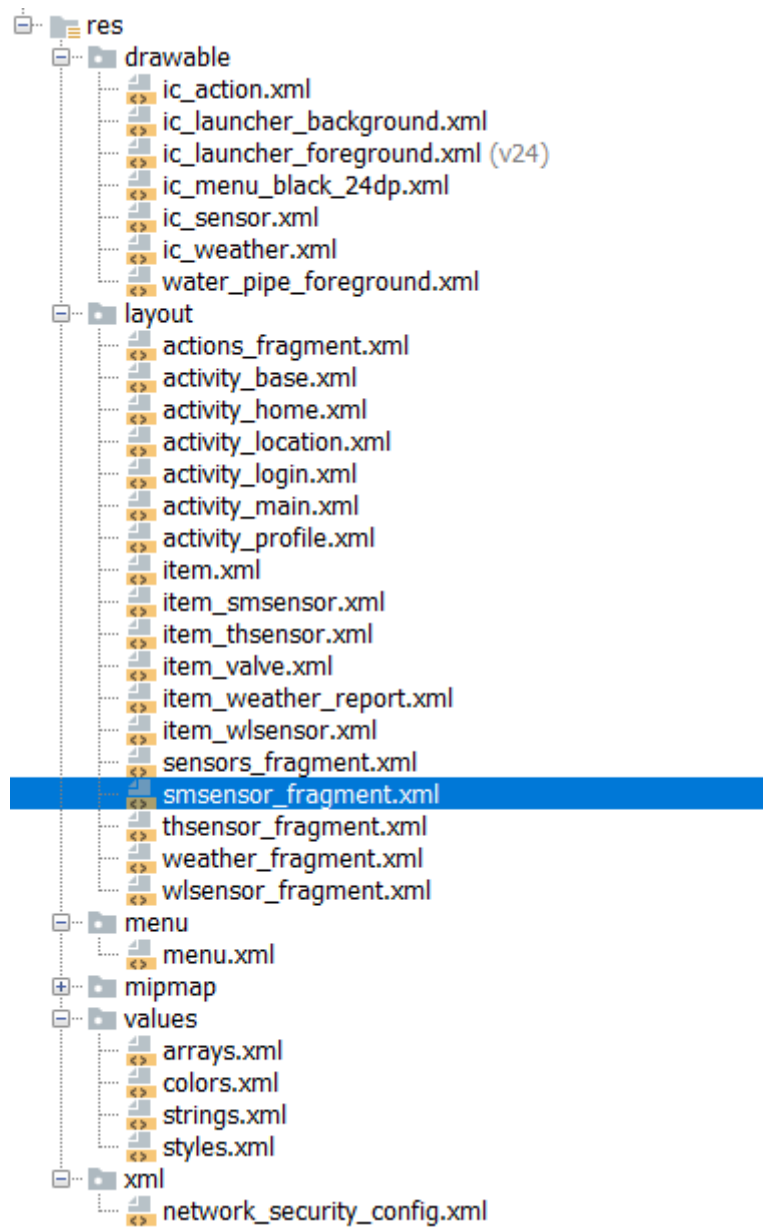 res
drawable
ic_action.xml
ic_launcher_background.xml
ic_launcher_foreground.xml (v24)
ic_menu_black_24dp.xml
ic_sensor.xml
ic_weather.xml
water_pipe_foreground.xml
layout
actions_fragment.xml
activity_base.xml
activity_home.xml
activity_location.xml
activity_login.xml
activity_main.xml
activity_profile.xml
item.xml
item_smsensor.xml
item_thsensor.xml
item_valve.xml
item_weather_report.xml
item_wlsensor.xml
sensors_fragment.xml
smsensor_fragment.xml
thsensor_fragment.xml
weather_fragment.xml
wlsensor_fragment.xml
menu
menu.xml
mipmap
values
arrays.xml
colors.xml
strings.xml
styles.xml
xml
network_security_config.xml